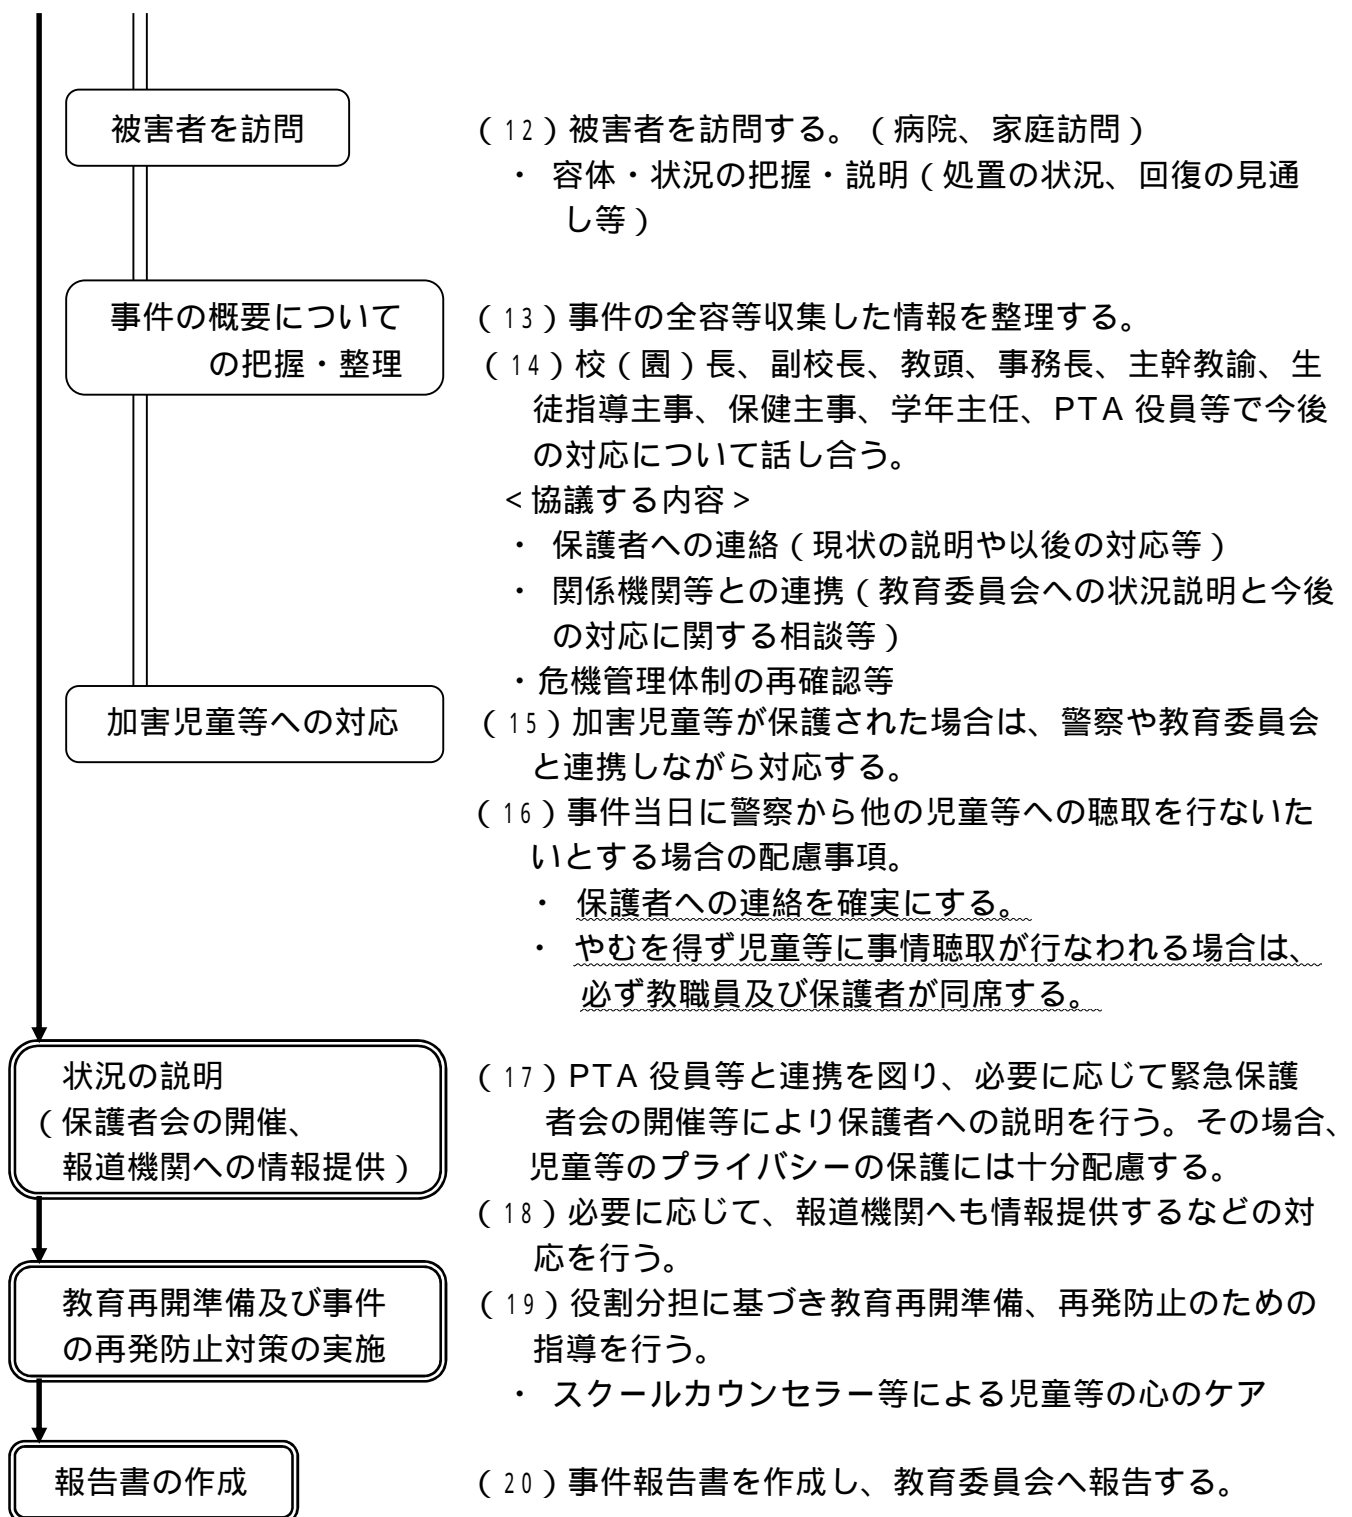 被害者を訪問
(12)被害者を訪問する。(病院、家庭訪問)
・ 容体・状況の把握・説明(処置の状況、回復の見通
し等)
事件の概要について
の把握・整理
(13)事件の全容等収集した情報を整理する。
(14)校(園)長、副校長、教頭、事務長、主幹教諭、生
徒指導主事、保健主事、学年主任、PTA 役員等で今後
の対応について話し合う。
<協議する内容>
・ 保護者への連絡(現状の説明や以後の対応等)
・ 関係機関等との連携(教育委員会への状況説明と今後
の対応に関する相談等)
・危機管理体制の再確認等
加害児童等への対応
(15)加害児童等が保護された場合は、警察や教育委員会
と連携しながら対応する。
(16)事件当日に警察から他の児童等への聴取を行ないた
いとする場合の配慮事項。
・ 保護者への連絡を確実にする。
・ やむを得ず児童等に事情聴取が行なわれる場合は、
必ず教職員及び保護者が同席する。
状況の説明
(保護者会の開催、
報道機関への情報提供)
(17)PTA 役員等と連携を図り、必要に応じて緊急保護
者会の開催等により保護者への説明を行う。その場合、
児童等のプライバシーの保護には十分配慮する。
(18)必要に応じて、報道機関へも情報提供するなどの対
応を行う。
教育再開準備及び事件
の再発防止対策の実施
(19)役割分担に基づき教育再開準備、再発防止のための
指導を行う。
・ スクールカウンセラー等による児童等の心のケア
報告書の作成
(20)事件報告書を作成し、教育委員会へ報告する。